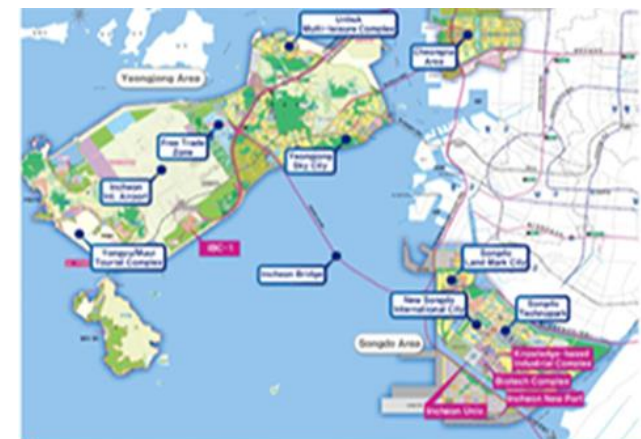 Unbuk
Multi-leisure Complex
Cheongna
Area
Yeongjong Area
Free Trade
Zone
Yeongjong
Sky City
Incheon
Int. Airport
IBC-1
Yongyu/Muui
Tourist Complex
Incheon Bridge
Songdo
Land Mark City
New Songdo
International City
Songdo
Technopark
Songdo Area
Knowledge-based
Industrial Complex
Biotech Complex
Incheon New Port
Incheon Univ.